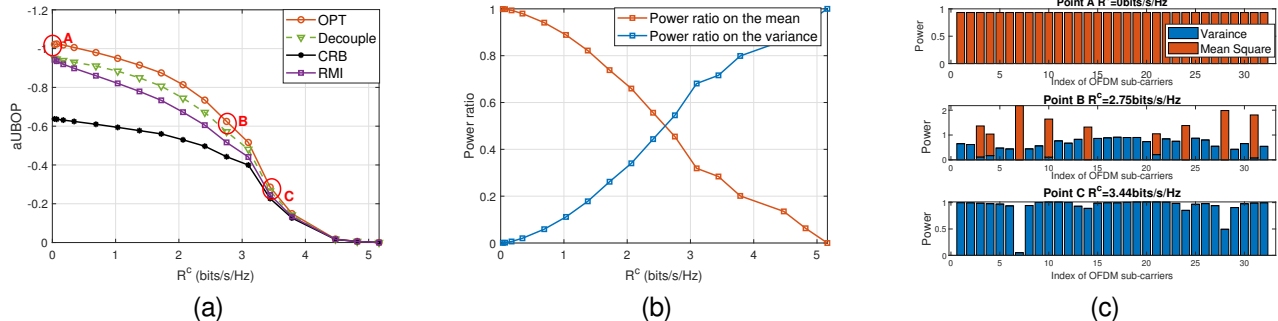 A
B
C
OPT
Decouple
CRB
RMI
-1
-0.8
-0.6
-0.4
-0.2
0
aUBOP
0 1 2 3 4 5
R^c (bits/s/Hz)
(a)
Power ratio on the mean
Power ratio on the variance
1
0.8
0.6
0.4
0.2
0
Power ratio
0 1 2 3 4 5
R^c (bits/s/Hz)
(b)
Point A R^c=0bits/s/Hz
Varaince
Mean Square
Power
0
0.5
0 5 10 15 20 25 30
Index of OFDM sub-carriers
Point B R^c=2.75bits/s/Hz
Power
2
1
0
0 5 10 15 20 25 30
Index of OFDM sub-carriers
Point C R^c=3.44bits/s/Hz
Power
1
0.5
0
0 5 10 15 20 25 30
Index of OFDM sub-carriers
(c)